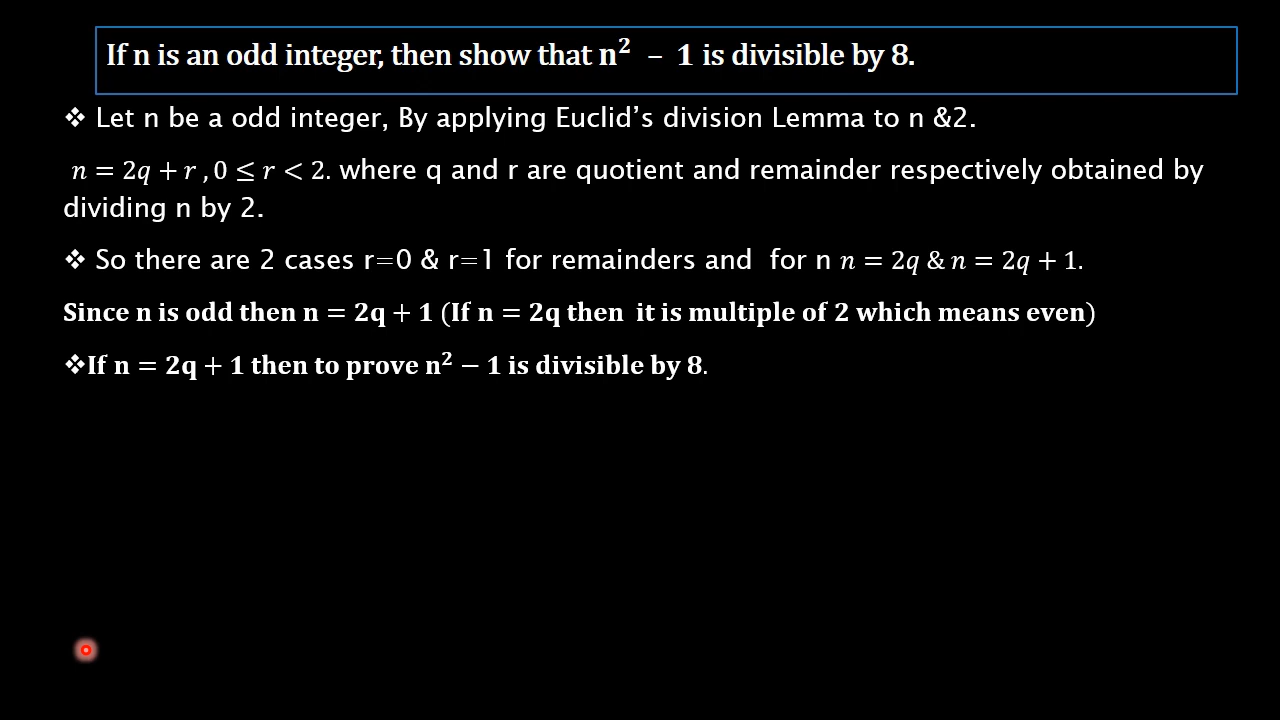 If n is an odd integer, then show that n² – 1 is divisible by 8.
❖ Let n be a odd integer, By applying Euclid’s division Lemma to n &2.
n = 2q + r , 0 ≤ r < 2. where q and r are quotient and remainder respectively obtained by
dividing n by 2.
❖ So there are 2 cases r=0 & r=1 for remainders and for n n = 2q & n = 2q + 1.
Since n is odd then n = 2q + 1 (If n = 2q then it is multiple of 2 which means even)
❖If n = 2q + 1 then to prove n² − 1 is divisible by 8.